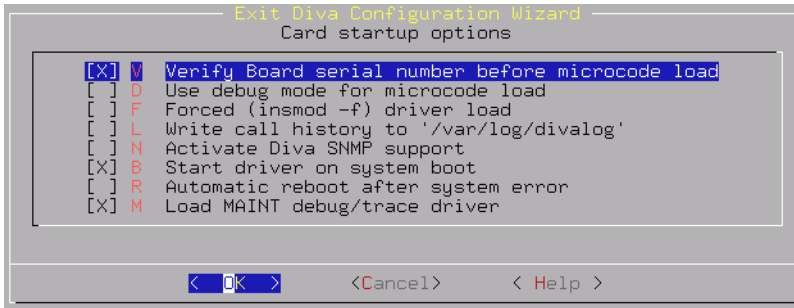 Exit Diva Configuration Wizard
Card startup options
[X] V Verify Board serial number before microcode load
[ ] D Use debug mode for microcode load
[ ] F Forced (insmod -f) driver load
[ ] L Write call history to '/var/log/divalog'
[ ] N Activate Diva SNMP support
[X] B Start driver on system boot
[ ] R Automatic reboot after system error
[X] M Load MAINT debug/trace driver
< OK > <Cancel> < Help >